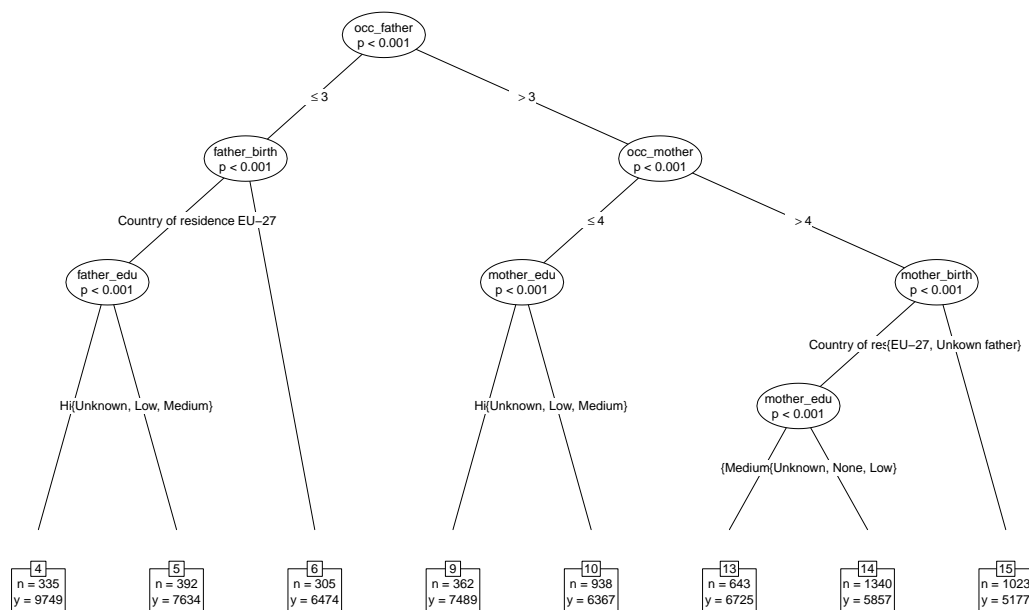 occ_father
p < 0.001
≤ 3
> 3
father_birth
p < 0.001
occ_mother
p < 0.001
Country of residence EU−27
≤ 4
> 4
father_edu
p < 0.001
mother_edu
p < 0.001
mother_birth
p < 0.001
Country of res{EU−27, Unkown father}
Hi{Unknown, Low, Medium}
Hi{Unknown, Low, Medium}
mother_edu
p < 0.001
{Medium{Unknown, None, Low}
4
n = 335
y = 9749
5
n = 392
y = 7634
6
n = 305
y = 6474
9
n = 362
y = 7489
10
n = 938
y = 6367
13
n = 643
y = 6725
14
n = 1340
y = 5857
15
n = 1023
y = 5177